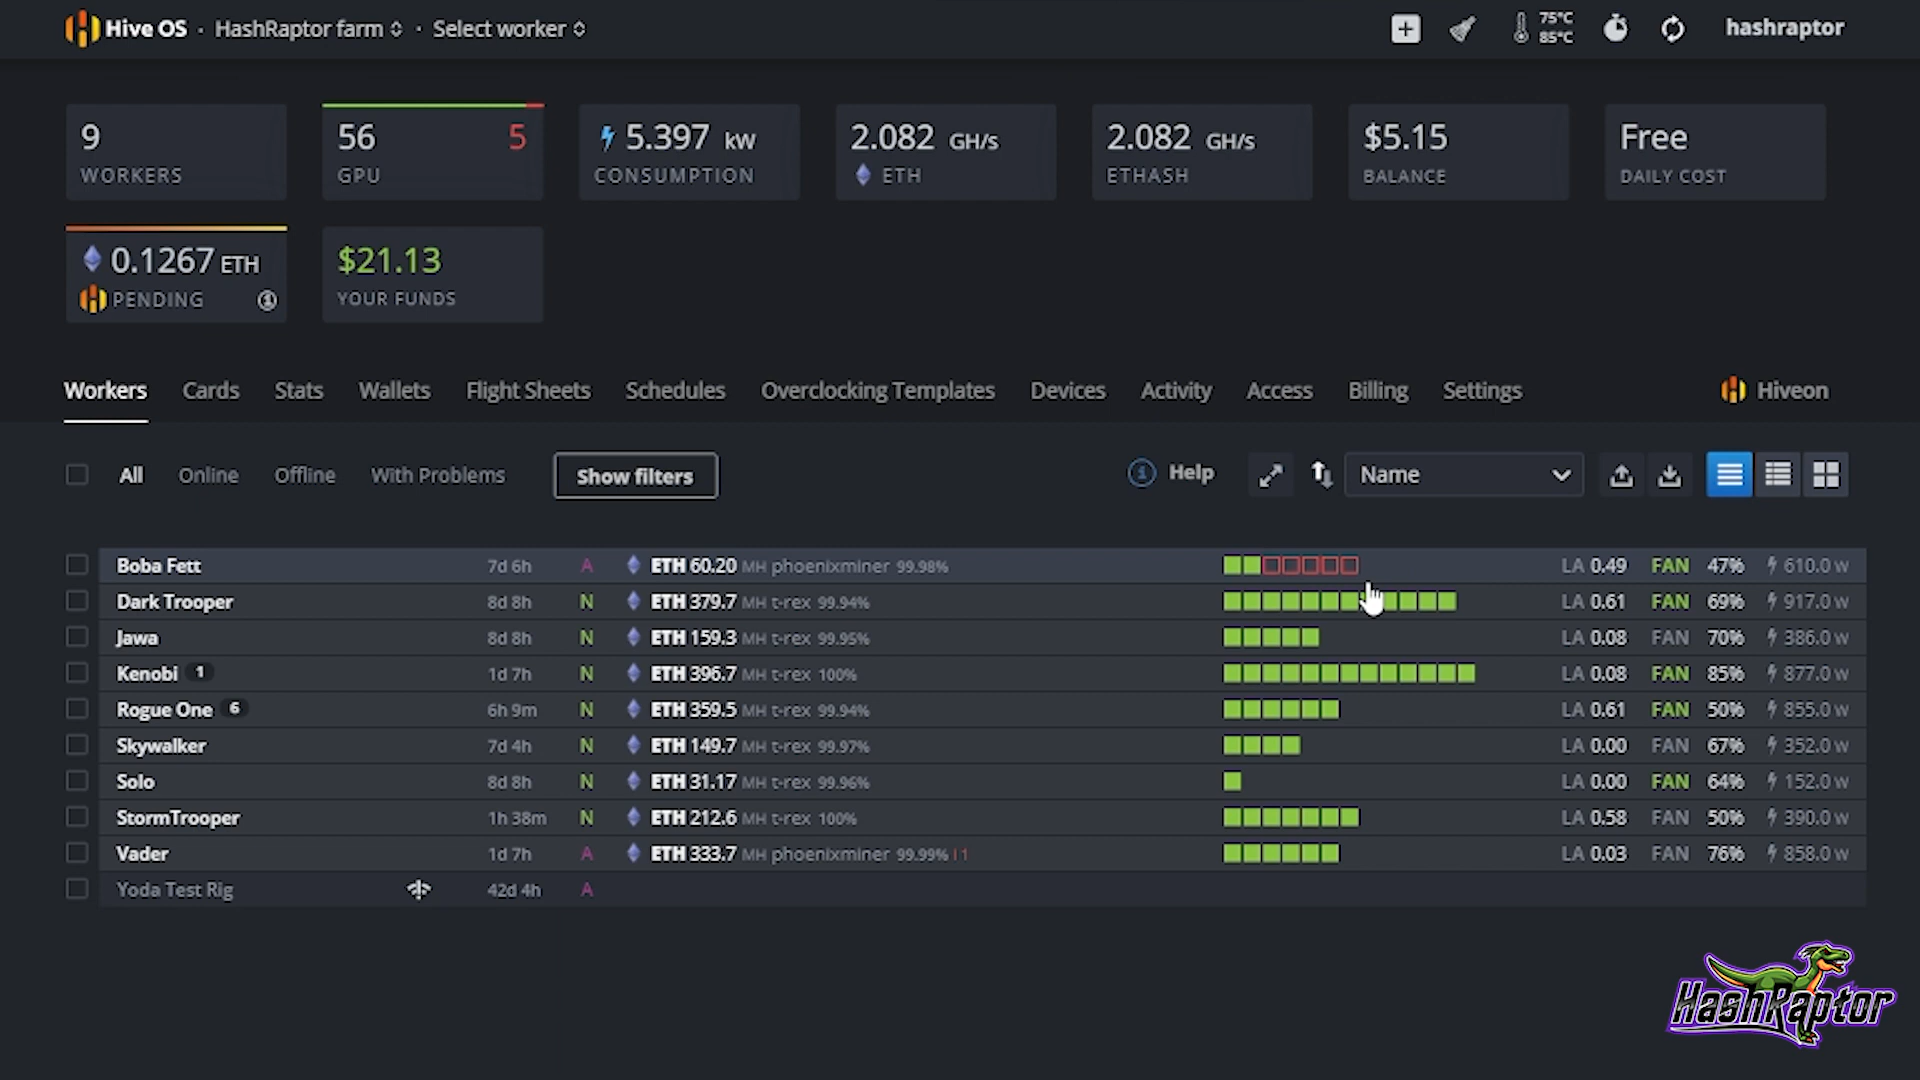 Hive OS · HashRaptor farm · Select worker 75°C 85°C hashraptor
9 56 5 5.397 kW 2.082 GH/s 2.082 GH/s $5.15 Free
WORKERS GPU CONSUMPTION ETH ETHASH BALANCE DAILY COST
0.1267 ETH $21.13
PENDING YOUR FUNDS
Workers Cards Stats Wallets Flight Sheets Schedules Overclocking Templates Devices Activity Access Billing Settings Hiveon
All Online Offline With Problems Show filters Help Name
Boba Fett 7d 6h A ETH 60.20 MH phoenixminer 99.98% LA 0.49 FAN 47% 610.0 w
Dark Trooper 8d 8h N ETH 379.7 MH t-rex 99.94% LA 0.61 FAN 69% 917.0 w
Jawa 8d 8h N ETH 159.3 MH t-rex 99.95% LA 0.08 FAN 70% 386.0 w
Kenobi 1 1d 7h N ETH 396.7 MH t-rex 100% LA 0.08 FAN 85% 877.0 w
Rogue One 6 6h 9m N ETH 359.5 MH t-rex 99.94% LA 0.61 FAN 50% 855.0 w
Skywalker 7d 4h N ETH 149.7 MH t-rex 99.97% LA 0.00 FAN 67% 352.0 w
Solo 8d 8h N ETH 31.17 MH t-rex 99.96% LA 0.00 FAN 64% 152.0 w
StormTrooper 1h 38m N ETH 212.6 MH t-rex 100% LA 0.58 FAN 50% 390.0 w
Vader 1d 7h A ETH 333.7 MH phoenixminer 99.99% I 1 LA 0.03 FAN 76% 858.0 w
Yoda Test Rig 42d 4h A
HashRaptor